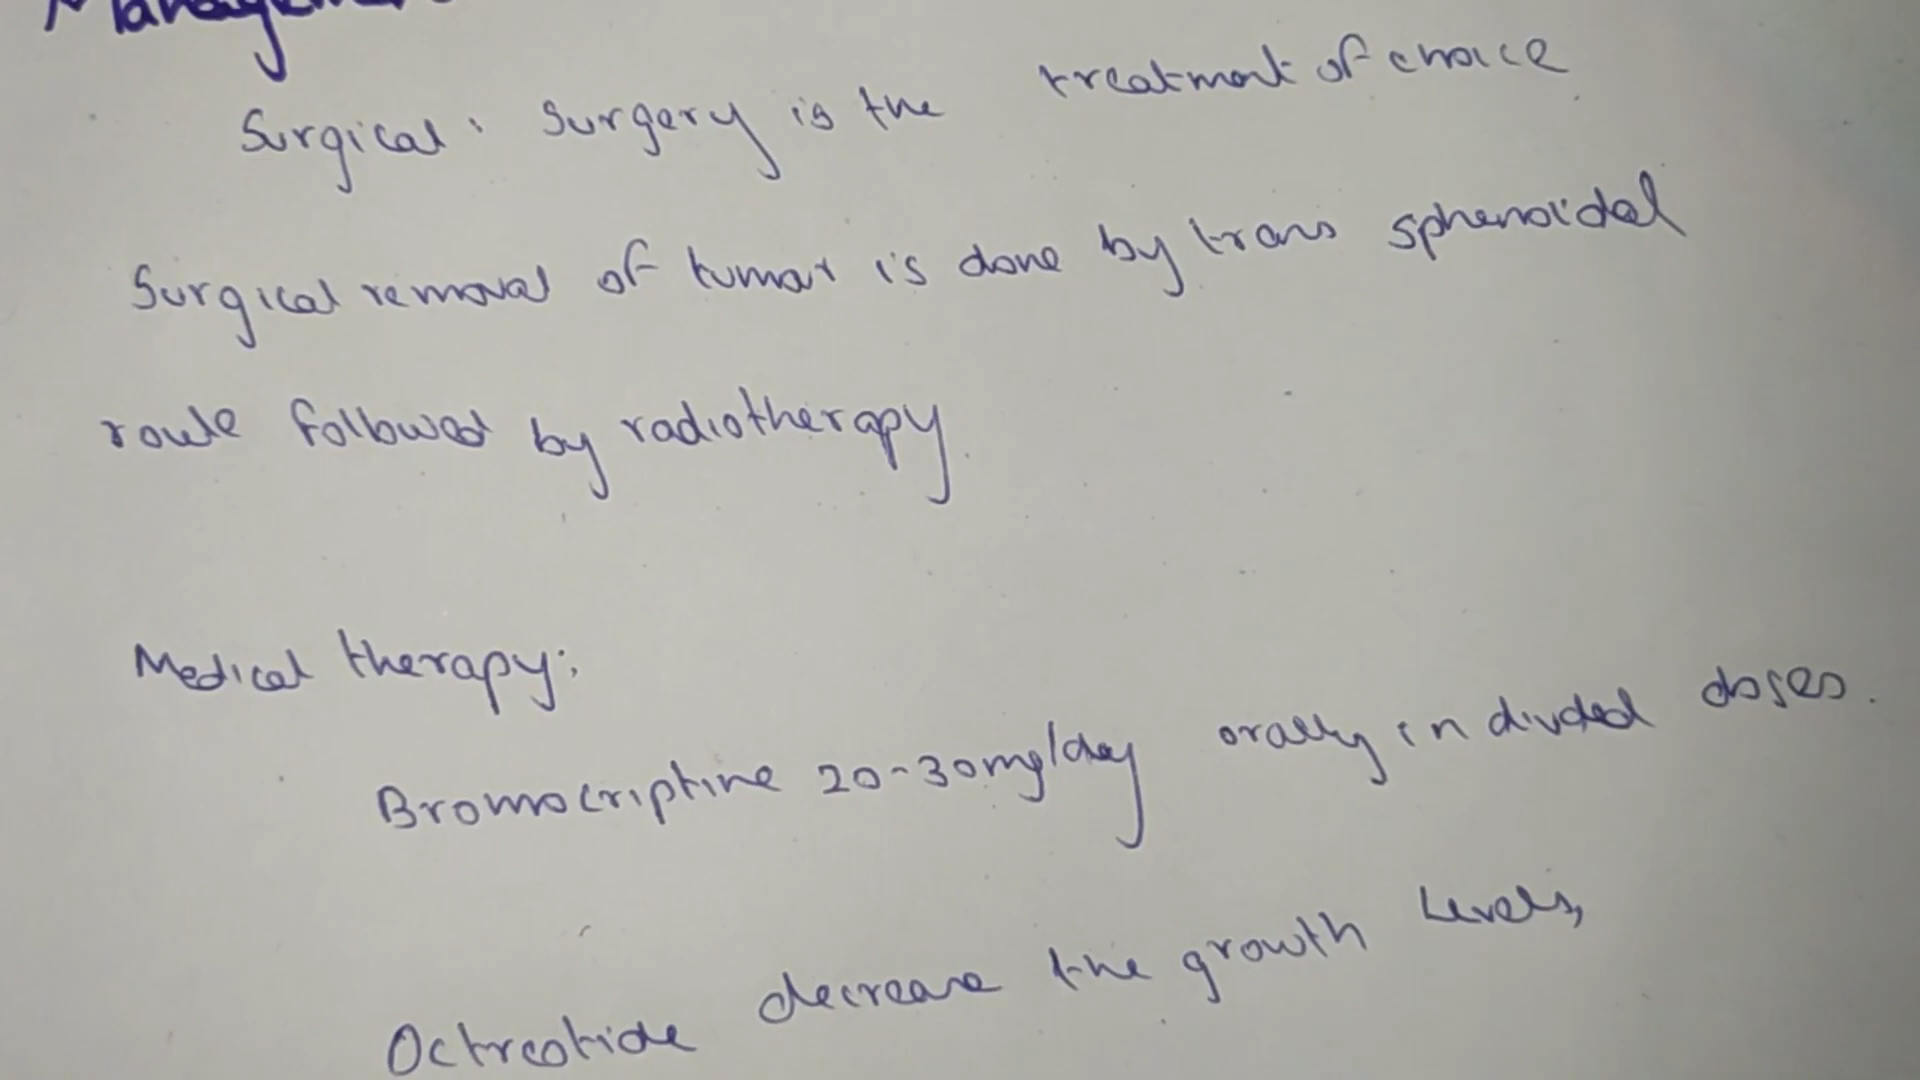 Management
Surgical: Surgery is the treatment of choice
Surgical removal of tumor is done by trans sphenoidal
route followed by radiotherapy.
Medical therapy:
Bromocriptine 20-30mg/day orally in divided doses.
Octreotide decrease the growth levels,